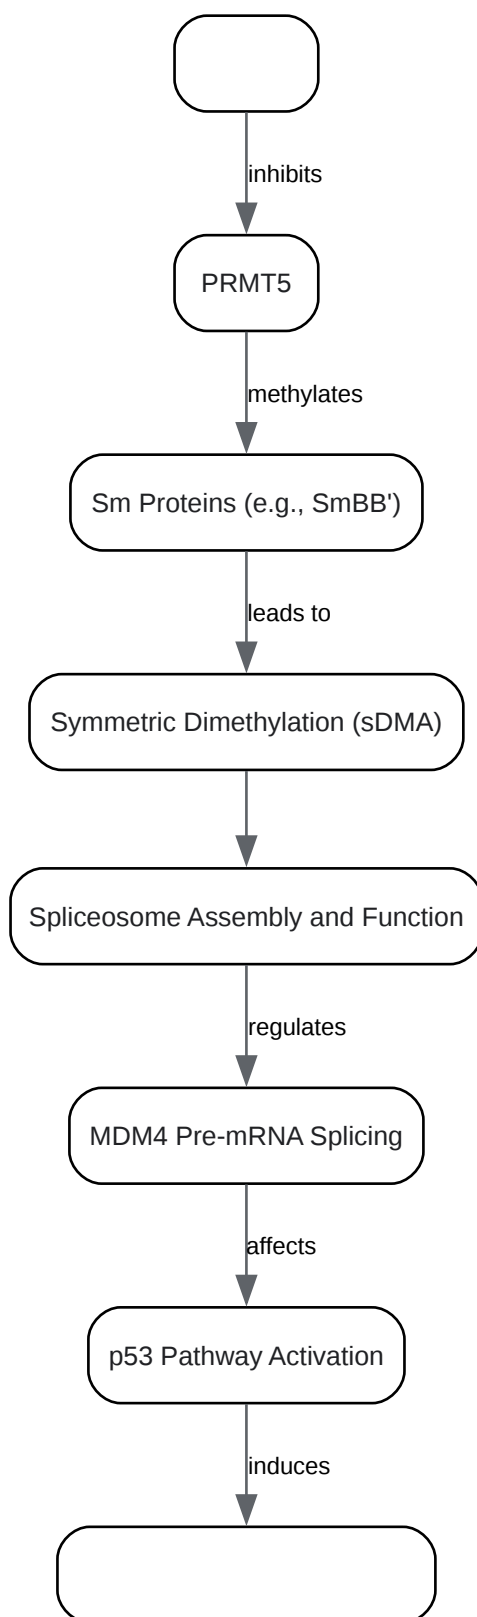 inhibits
PRMT5
methylates
Sm Proteins (e.g., SmBB')
leads to
Symmetric Dimethylation (sDMA)
Spliceosome Assembly and Function
regulates
MDM4 Pre-mRNA Splicing
affects
p53 Pathway Activation
induces